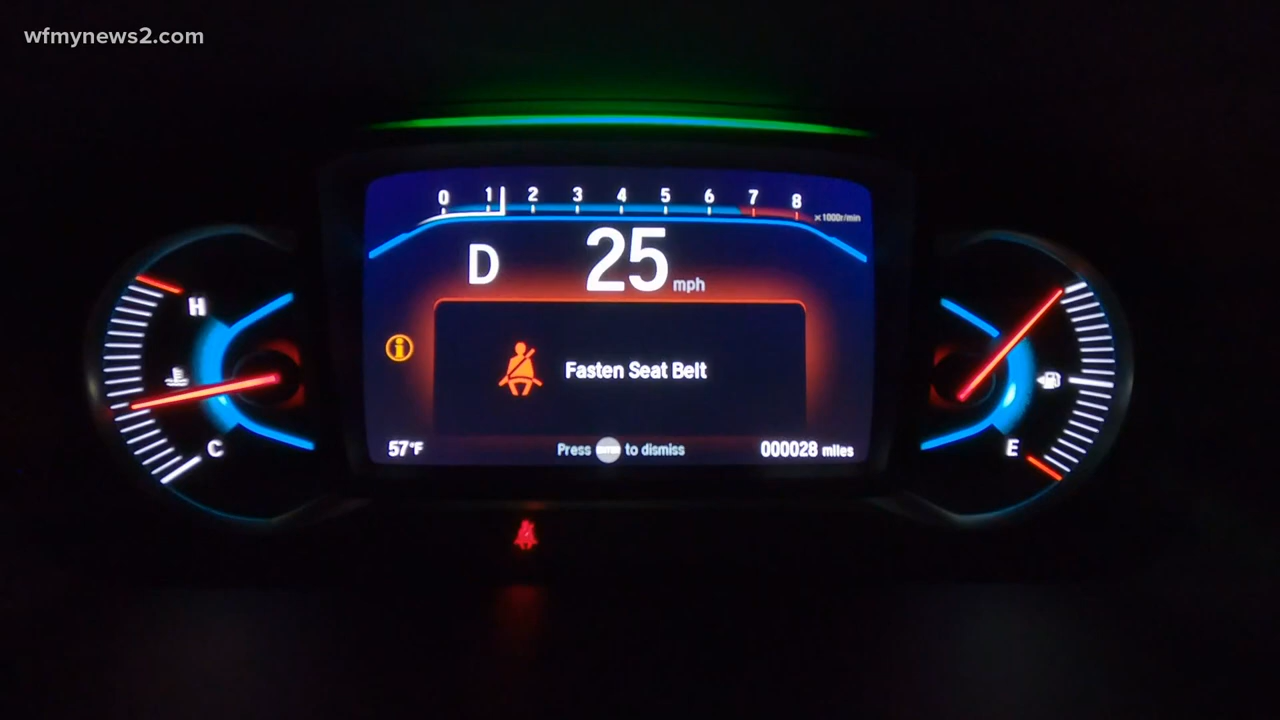 wfmynews2.com
0 1 2 3 4 5 6 7 8
×1000r/min
D 25 mph
H
Fasten Seat Belt
C
E
57°F
Press ENTER to dismiss
000028 miles